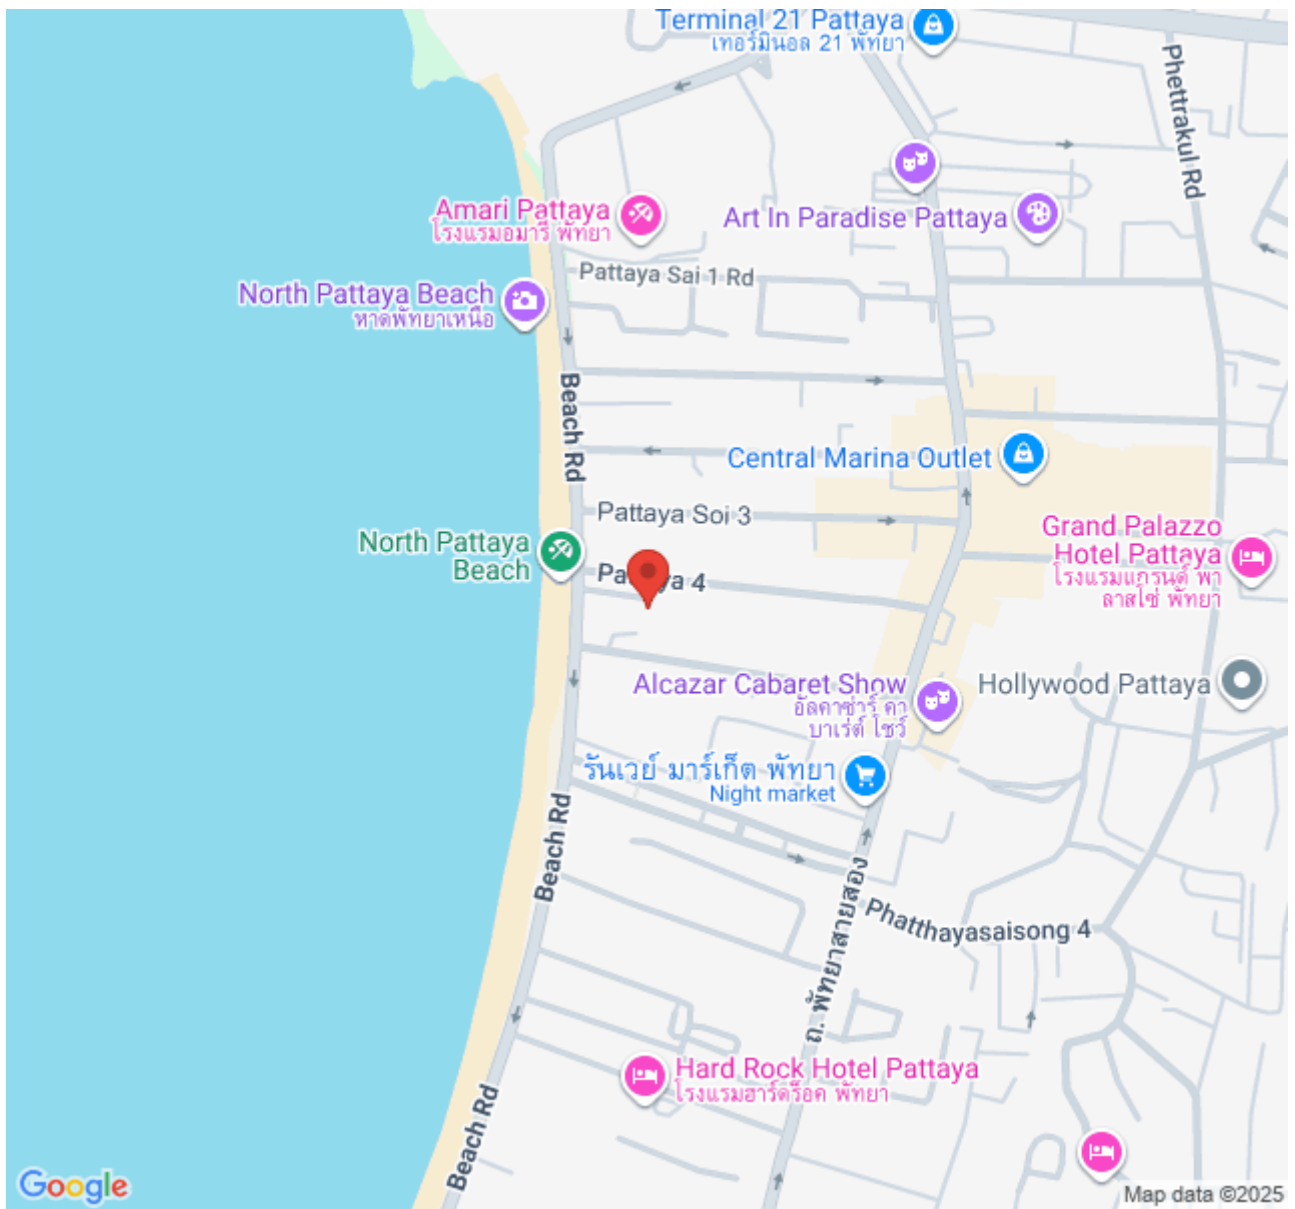 Terminal 21 Pattaya
เทอร์มินอล 21 พัทยา
Phettrakul Rd
Amari Pattaya
โรงแรมอมารี พัทยา
Art In Paradise Pattaya
Pattaya Sai 1 Rd
North Pattaya Beach
หาดพัทยาเหนือ
Beach Rd
Central Marina Outlet
Pattaya Soi 3
North Pattaya
Beach
Grand Palazzo
Hotel Pattaya
โรงแรมแกรนด์ พา
ลาสโซ่ พัทยา
4
Alcazar Cabaret Show
อัลคาซ่าร์ คา
บาเร่ต์ โชว์
Hollywood Pattaya
รันเวย์ มาร์เก็ต พัทยา
Night market
Beach Rd
ถ. พัทยาสายสอง
Phatthayasaisong 4
Hard Rock Hotel Pattaya
โรงแรมฮาร์ดร็อค พัทยา
Beach Rd
Google
Map data ©2025